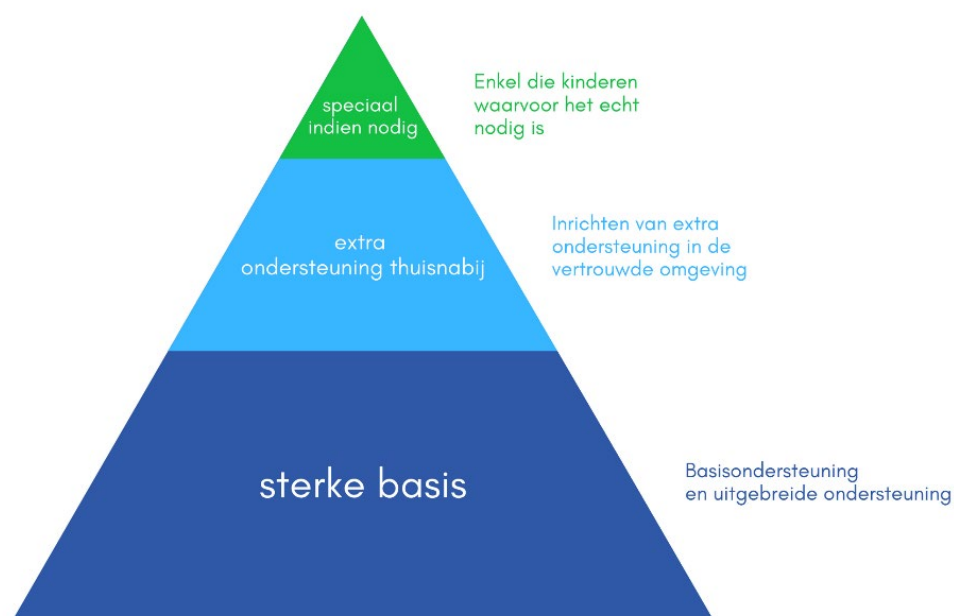 speciaal
indien nodig
Enkel die kinderen
waarvoor het echt
nodig is
extra
ondersteuning thuisnabij
Inrichten van extra
ondersteuning in de
vertrouwde omgeving
sterke basis
Basisondersteuning
en uitgebreide ondersteuning